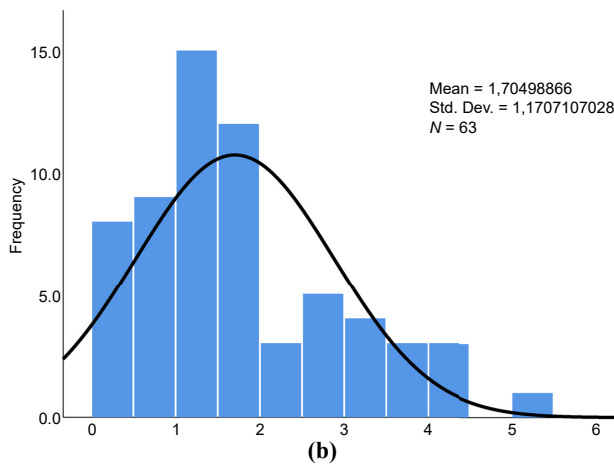 15.0
Mean = 1,70498866
Std. Dev. = 1,1707107028
N = 63
10.0
Frequency
5.0
0.0
0 1 2 3 4 5 6
(b)